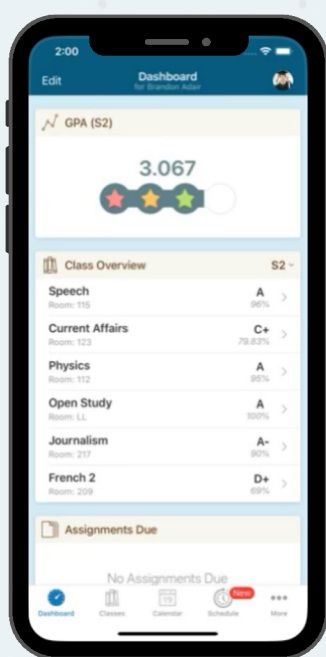 2:00
Edit
Dashboard
for Brandon Adair
GPA (S2)
3.067
Class Overview S2
Speech A
Room: 115 96%
Current Affairs C+
Room: 123 79.83%
Physics A
Room: 112 95%
Open Study A
Room: LL 100%
Journalism A-
Room: 217 90%
French 2 D+
Room: 209 69%
Assignments Due
No Assignments Due
19
New
Dashboard Classes Calendar Schedule More